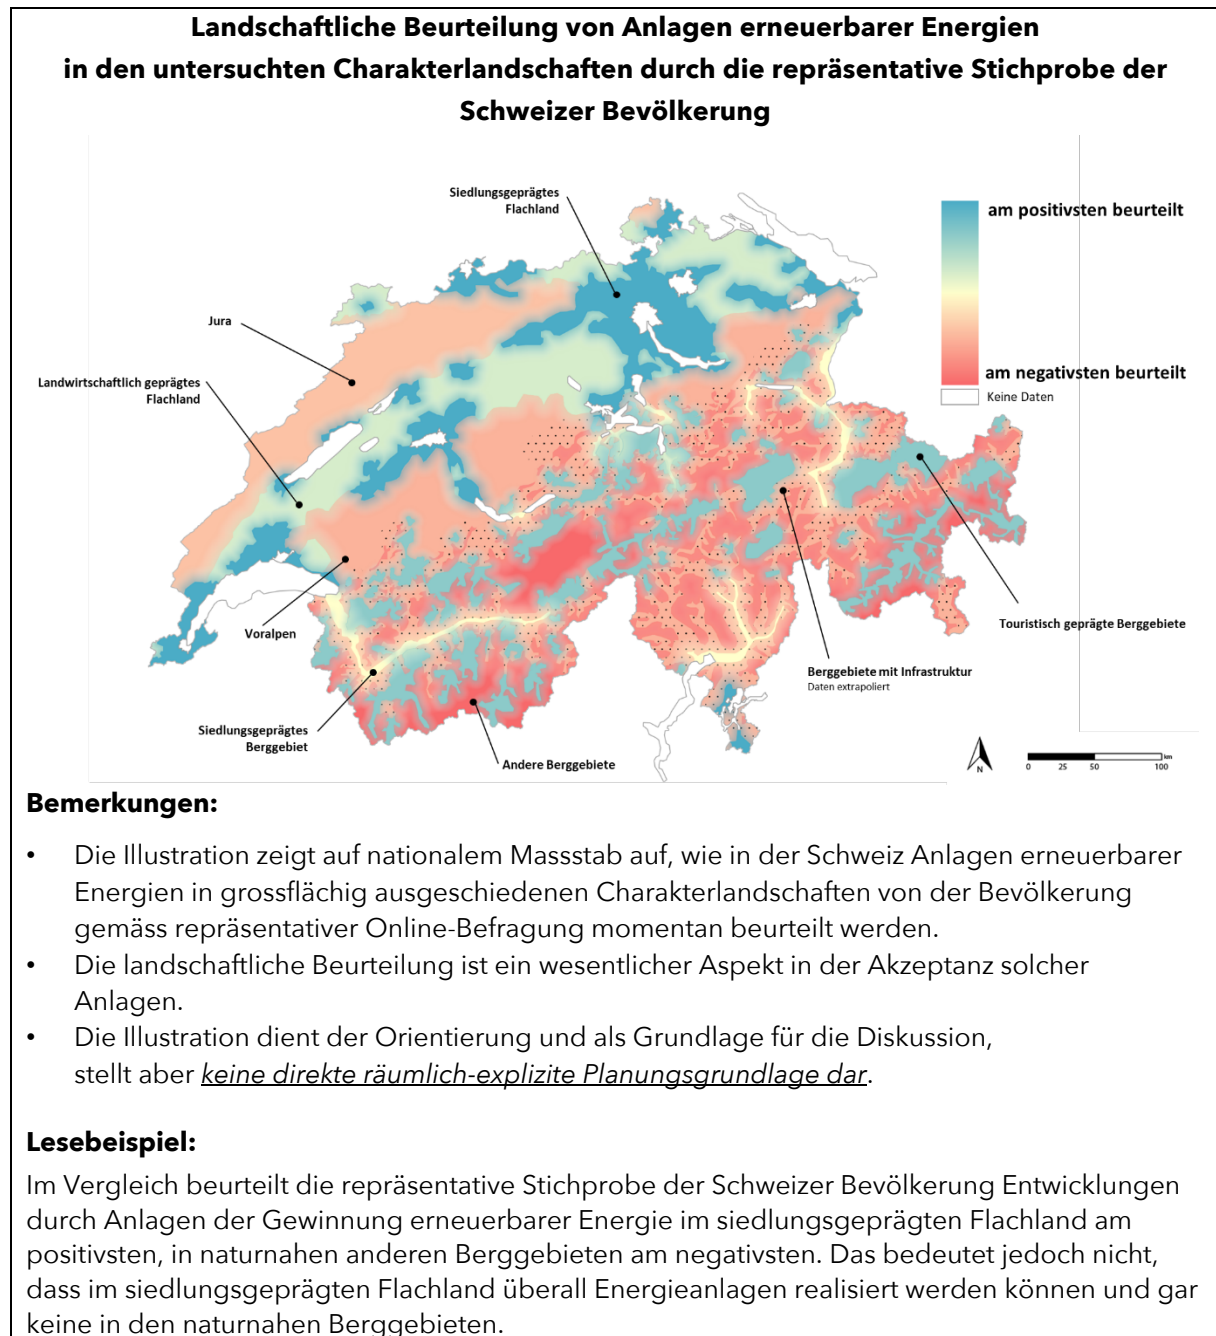 Landschaftliche Beurteilung von Anlagen erneuerbarer Energien
in den untersuchten Charakterlandschaften durch die repräsentative Stichprobe der
Schweizer Bevölkerung
Siedlungsgeprägtes
Flachland
am positivsten beurteilt
Jura
Landwirtschaftlich geprägtes
Flachland
am negativsten beurteilt
Keine Daten
Voralpen
Touristisch geprägte Berggebiete
Berggebiete mit Infrastruktur
Daten extrapoliert
Siedlungsgeprägtes
Berggebiet
Andere Berggebiete
N
km
0 25 50 100
Bemerkungen:
• Die Illustration zeigt auf nationalem Massstab auf, wie in der Schweiz Anlagen erneuerbarer
Energien in grossflächig ausgeschiedenen Charakterlandschaften von der Bevölkerung
gemäss repräsentativer Online-Befragung momentan beurteilt werden.
• Die landschaftliche Beurteilung ist ein wesentlicher Aspekt in der Akzeptanz solcher
Anlagen.
• Die Illustration dient der Orientierung und als Grundlage für die Diskussion,
stellt aber keine direkte räumlich-explizite Planungsgrundlage dar.
Lesebeispiel:
Im Vergleich beurteilt die repräsentative Stichprobe der Schweizer Bevölkerung Entwicklungen
durch Anlagen der Gewinnung erneuerbarer Energie im siedlungsgeprägten Flachland am
positivsten, in naturnahen anderen Berggebieten am negativsten. Das bedeutet jedoch nicht,
dass im siedlungsgeprägten Flachland überall Energieanlagen realisiert werden können und gar
keine in den naturnahen Berggebieten.